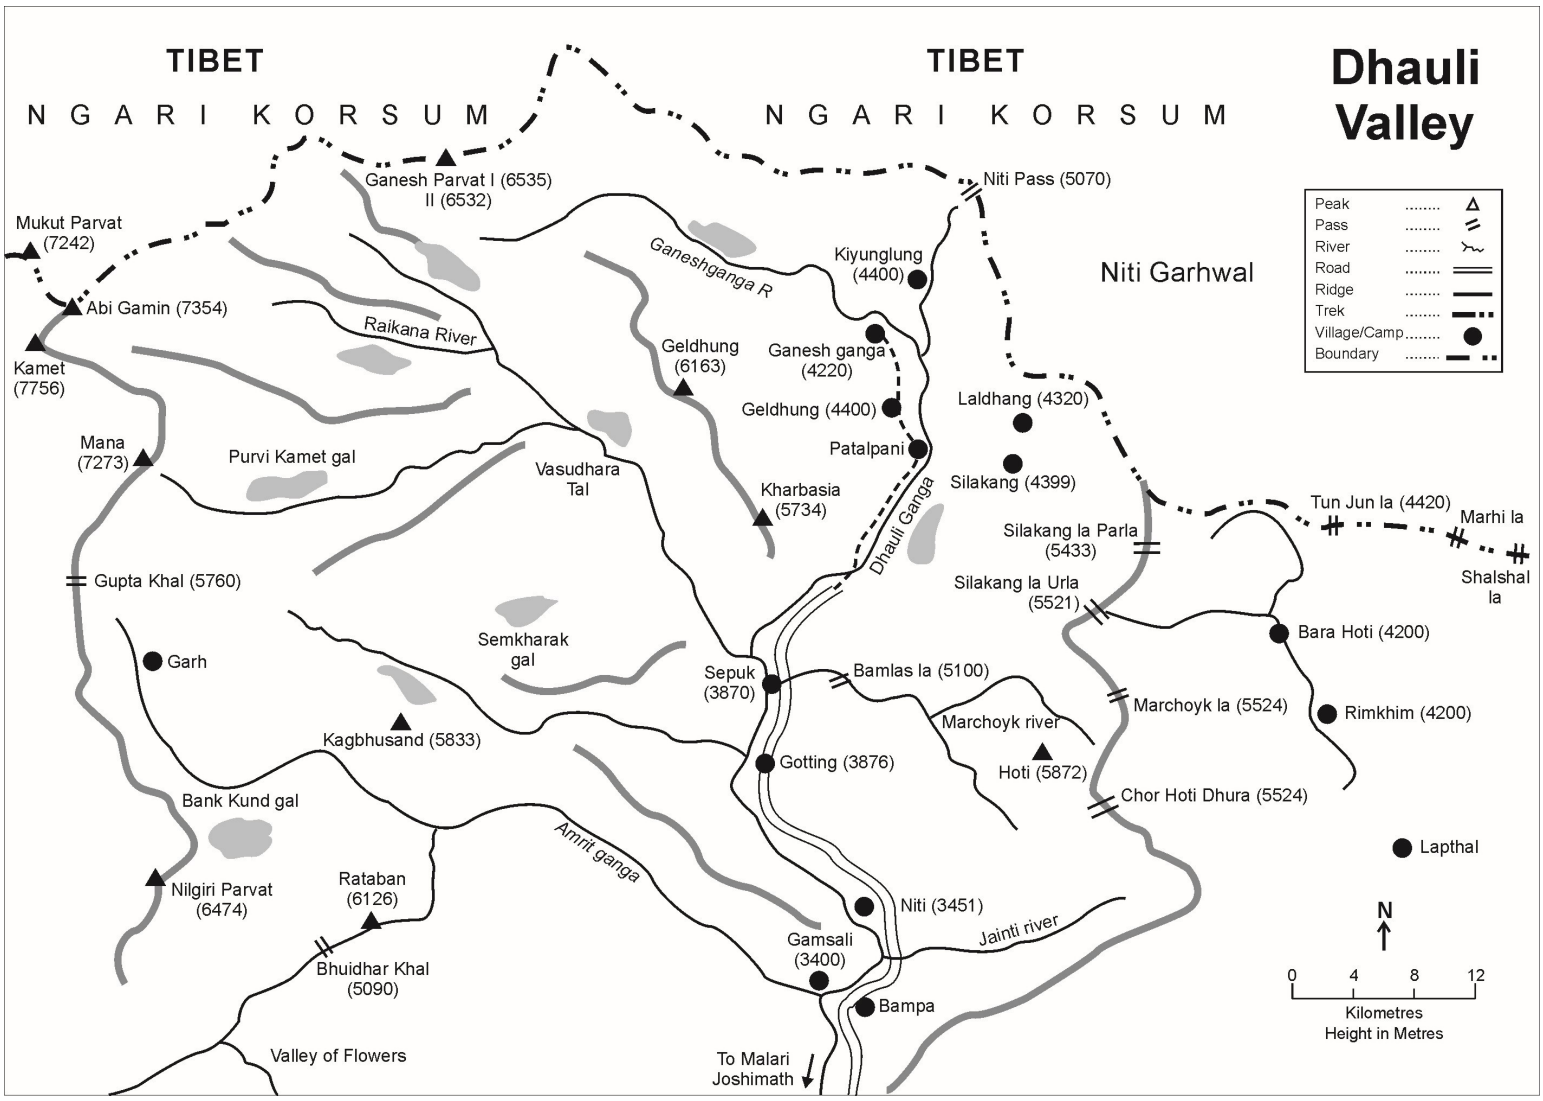 TIBET
TIBET
Dhauli
Valley
N G A R I K O R S U M
N G A R I K O R S U M
Niti Pass (5070)
Ganesh Parvat I (6535)
II (6532)
Peak ........
Pass ........
River ........
Road ........
Ridge ........
Trek ........
Village/Camp ........
Boundary ........
Mukut Parvat
(7242)
Ganeshganga R
Kiyunglung
(4400)
Niti Garhwal
Abi Gamin (7354)
Raikana River
Kamet
(7756)
Geldhung
(6163)
Ganesh ganga
(4220)
Geldhung (4400)
Laldhang (4320)
Mana
(7273)
Purvi Kamet gal
Vasudhara
Tal
Patalpani
Silakang (4399)
Kharbasia
(5734)
Dhauli Ganga
Tun Jun la (4420)
Marhi la
Silakang la Parla
(5433)
Shalshal
la
Gupta Khal (5760)
Silakang la Urla
(5521)
Semkharak
gal
Bara Hoti (4200)
Garh
Sepuk
(3870)
Bamlas la (5100)
Marchoyk la (5524)
Rimkhim (4200)
Marchoyk river
Kagbhusand (5833)
Gotting (3876)
Hoti (5872)
Chor Hoti Dhura (5524)
Bank Kund gal
Amrit ganga
Lapthal
Nilgiri Parvat
(6474)
Rataban
(6126)
Niti (3451)
Jainti river
N
Gamsali
(3400)
Bhuidhar Khal
(5090)
0 4 8 12
Kilometres
Height in Metres
Bampa
Valley of Flowers
To Malari
Joshimath